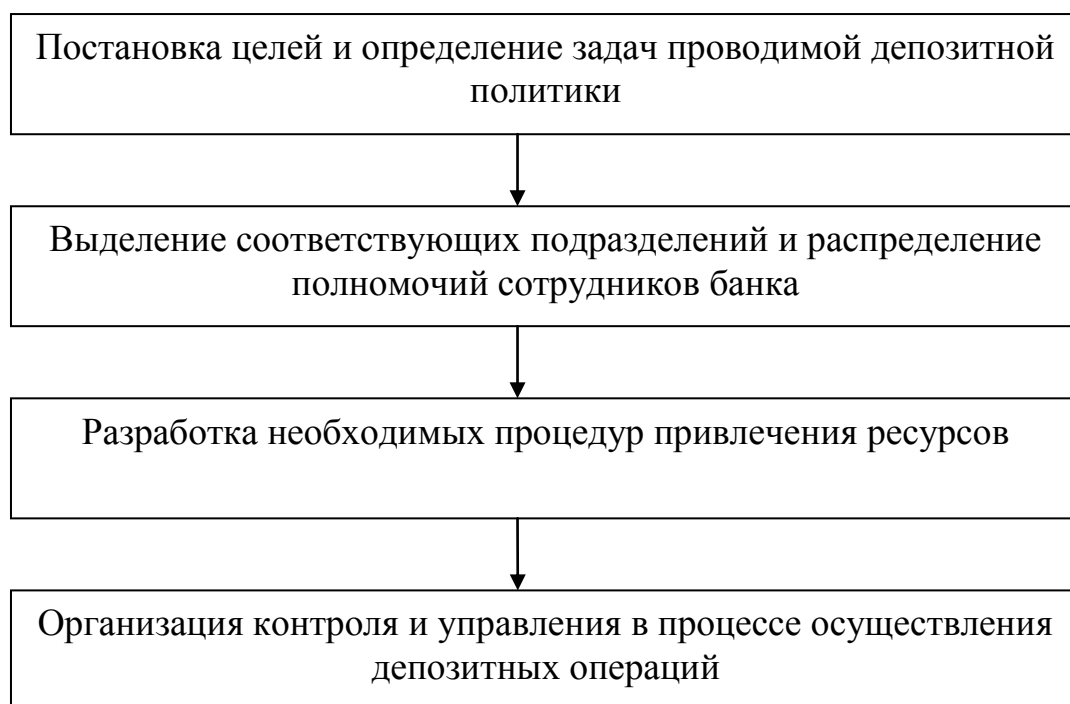 Постановка целей и определение задач проводимой депозитной
политики
Выделение соответствующих подразделений и распределение
полномочий сотрудников банка
Разработка необходимых процедур привлечения ресурсов
Организация контроля и управления в процессе осуществления
депозитных операций